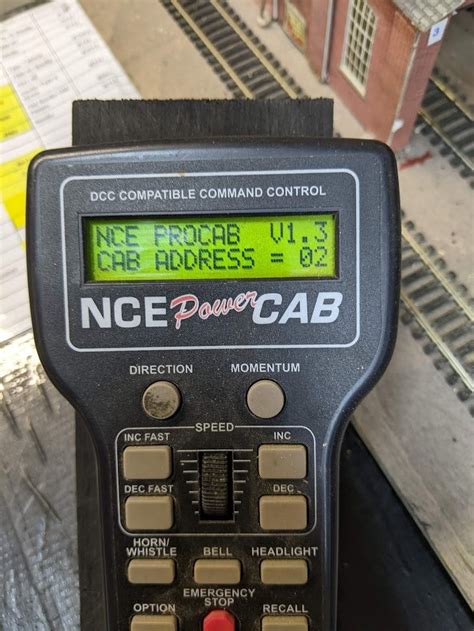 3
DCC COMPATIBLE COMMAND CONTROL
NCE PROCAB V1.3
CAB ADDRESS = 02
NCE Power CAB
DIRECTION MOMENTUM
SPEED
INC FAST INC
DEC FAST DEC
HORN/ WHISTLE BELL HEADLIGHT
EMERGENCY STOP
OPTION RECALL